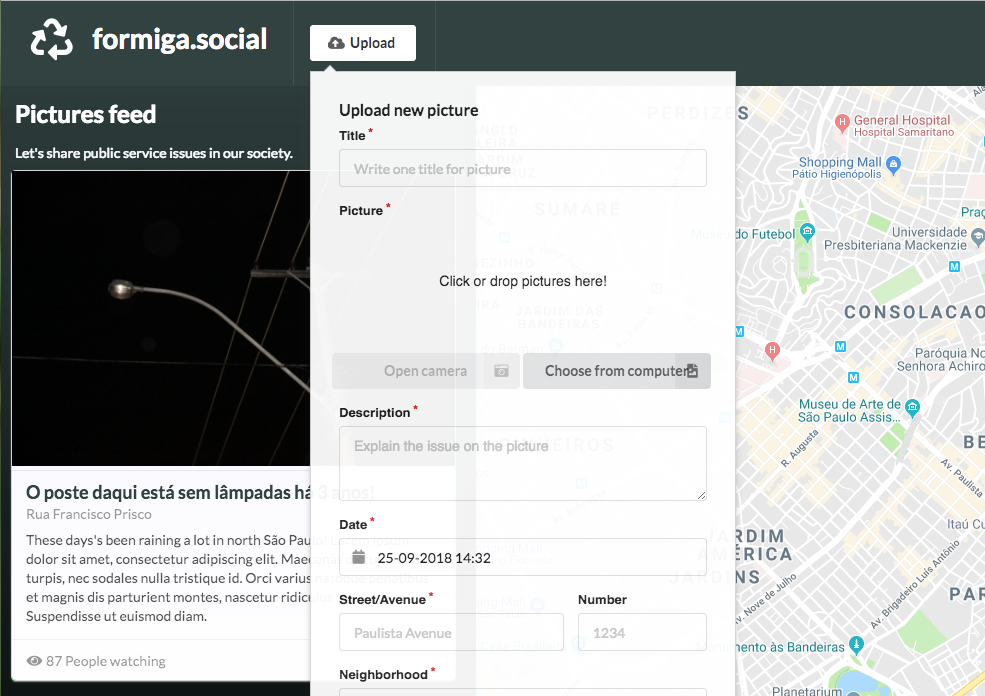 formiga.social
Upload
Pictures feed
Let's share public service issues in our society.
O poste daqui está sem lâmpadas há 3 anos!
Rua Francisco Prisco
These days's been raining a lot in north São Paul
dolor sit amet, consectetur adipiscing elit. Maec
turpis, nec sodales nulla tristique id. Orci varius natoque penatibus
et magnis dis parturient montes, nascetur ridicu
Suspendisse ut euismod diam.
87 People watching
Upload new picture
Title *
Write one title for picture
Picture *
Click or drop pictures here!
Open camera
Choose from computer
Description *
Explain the issue on the picture
Date *
25-09-2018 14:32
Street/Avenue *
Number
Paulista Avenue
1234
Neighborhood *
PERDIZES
SUMARÉ
JARDIM DAS
BANDEIRAS
General Hospital
Hospital Samaritano
Shopping Mall
Pátio Higienópolis
Praç
do Futebol
Universidade
Presbiteriana Mackenzie
CONSOLACAO
Paróquia No
Senhora Achiro
Museu de Arte de
São Paulo Assis...
R. Augusta
BE
Av. Paulista
Itaú Cu
JARDIM
AMÉRICA
JARDINS
Av. Nove de Julho
Av. Brigadeiro Luís Antônio
PAR
Monumento às Bandeiras
Planetarium